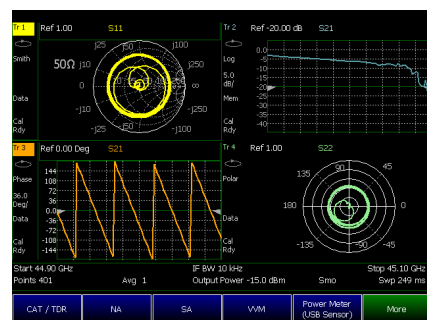 Tr 1 Ref 1.00 S11
Smith
50Ω
j10
j25
j50
j100
j250
0
∞
-j10
-j25
-j50
-j100
-j250
Data
Cal
Rdy
Tr 2 Ref -20.00 dB S21
Log
5.0
dB/
Mem
Cal
Rdy
0.0
-5
-10
-15
-20
-25
-30
-35
-40
Tr 3 Ref 0.00 Deg S21
Phase
36.0
Deg/
Data
Cal
Rdy
144
108
72
36
0.0
-36
-72
-108
-144
Tr 4 Ref 1.00 S22
Polar
Data
Cal
Rdy
135
90
45
180
0
-135
-90
-45
Start 44.90 GHz IF BW 10 kHz Stop 45.10 GHz
Points 401 Avg 1 Output Power -15.0 dBm Smo Swp 249 ms
CAT / TDR
NA
SA
VVM
Power Meter
(USB Sensor)
More